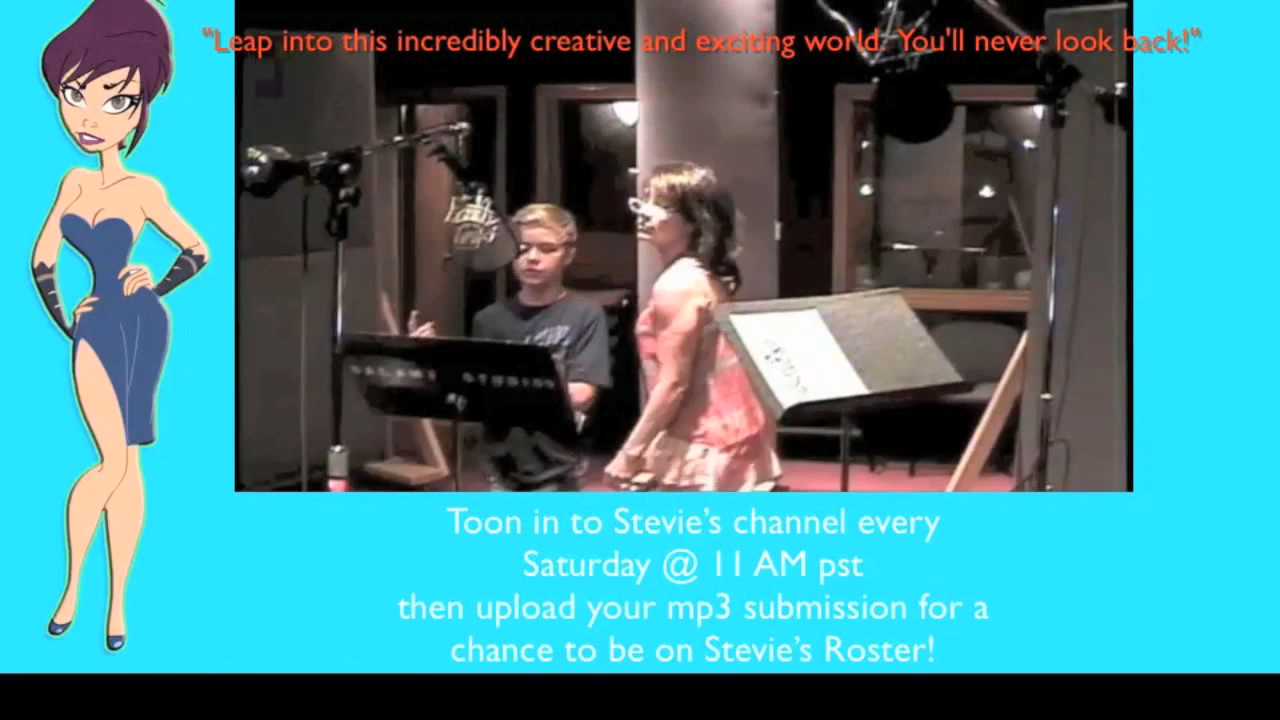 "Leap into this incredibly creative and exciting world. You'll never look back!"
Toon in to Stevie's channel every
Saturday @ 11 AM pst
then upload your mp3 submission for a
chance to be on Stevie's Roster!